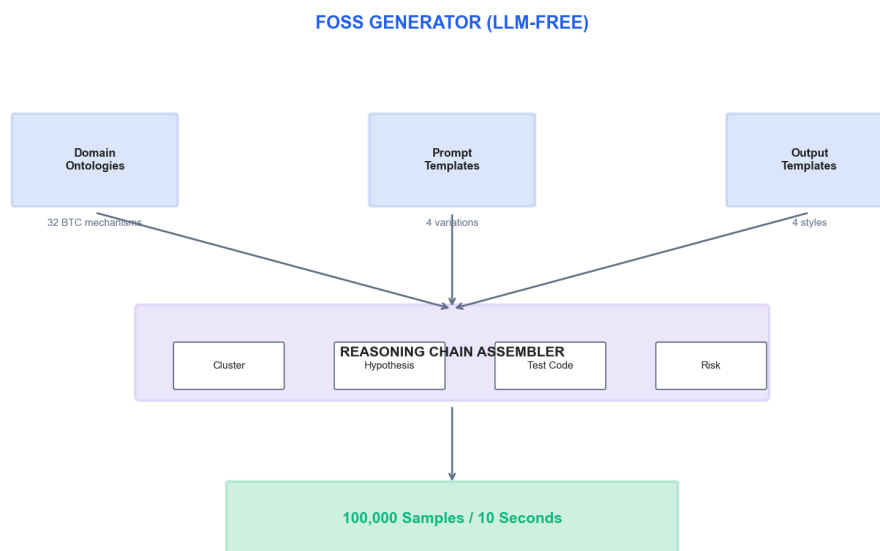 FOSS GENERATOR (LLM-FREE)
Domain
Ontologies
Prompt
Templates
Output
Templates
32 BTC mechanisms
4 variations
4 styles
REASONING CHAIN ASSEMBLER
Cluster
Hypothesis
Test Code
Risk
100,000 Samples / 10 Seconds